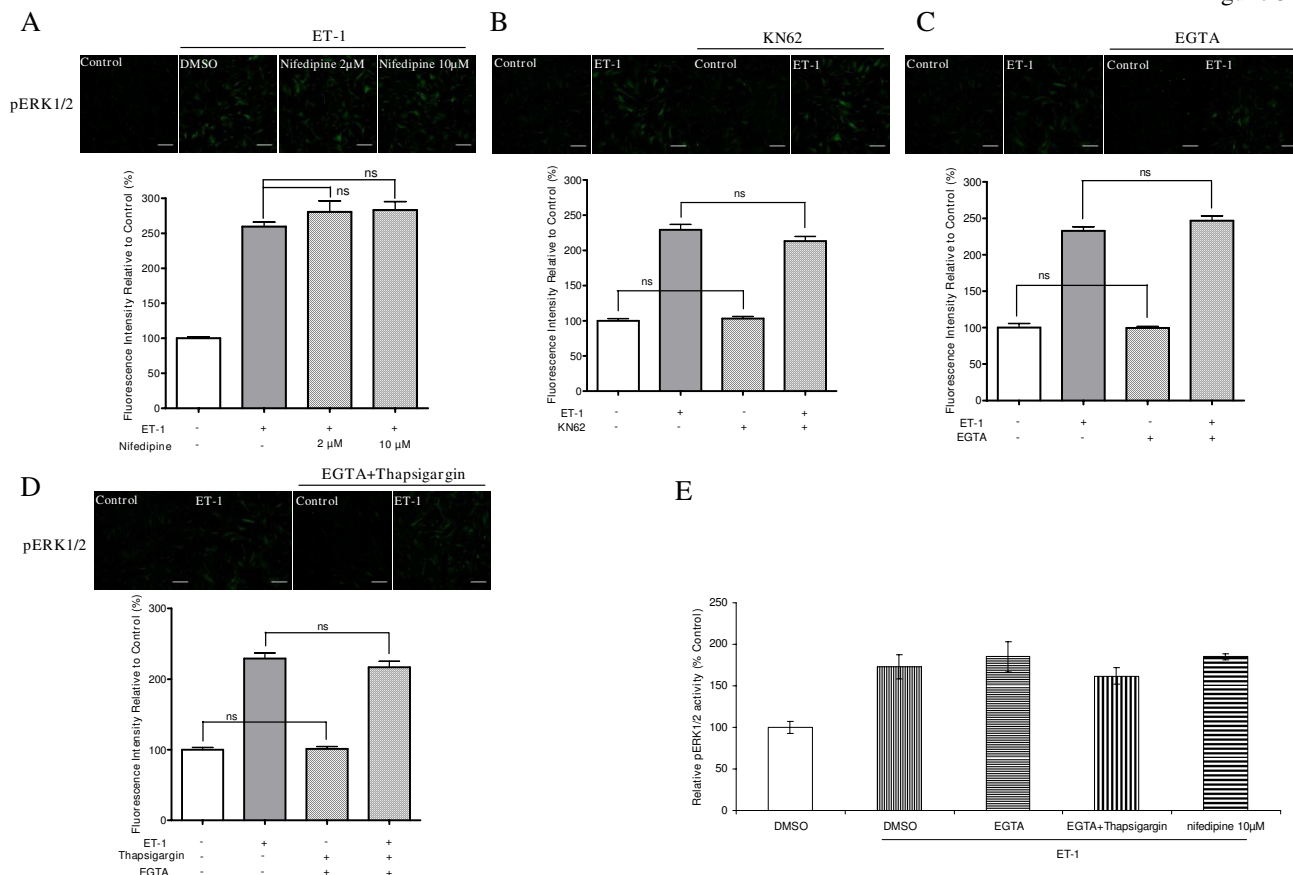 A
ET-1
Control DMSO Nifedipine 2µM Nifedipine 10µM
pERK1/2
Fluorescence Intensity Relative to Control (%)
300
250
200
150
100
50
0
ns
ns
ET-1 - + + +
Nifedipine - - 2 µM 10 µM
B
KN62
Control ET-1 Control ET-1
Fluorescence Intensity Relative to Control (%)
300
250
200
150
100
50
0
ns
ns
ET-1 - + - +
KN62 - - + +
C
EGTA
Control ET-1 Control ET-1
Fluorescence Intensity Relative to Control (%)
300
250
200
150
100
50
0
ns
ns
ET-1 - + - +
EGTA - - + +
D
EGTA+Thapsigargin
Control ET-1 Control ET-1
pERK1/2
Fluorescence Intensity Relative to Control (%)
300
200
100
0
ns
ns
ET-1 - + - +
Thapsigargin - - + +
EGTA - - + +
E
Relative pERK1/2 activity (% Control)
250
200
150
100
50
0
DMSO DMSO EGTA EGTA+Thapsigargin nifedipine 10µM
ET-1